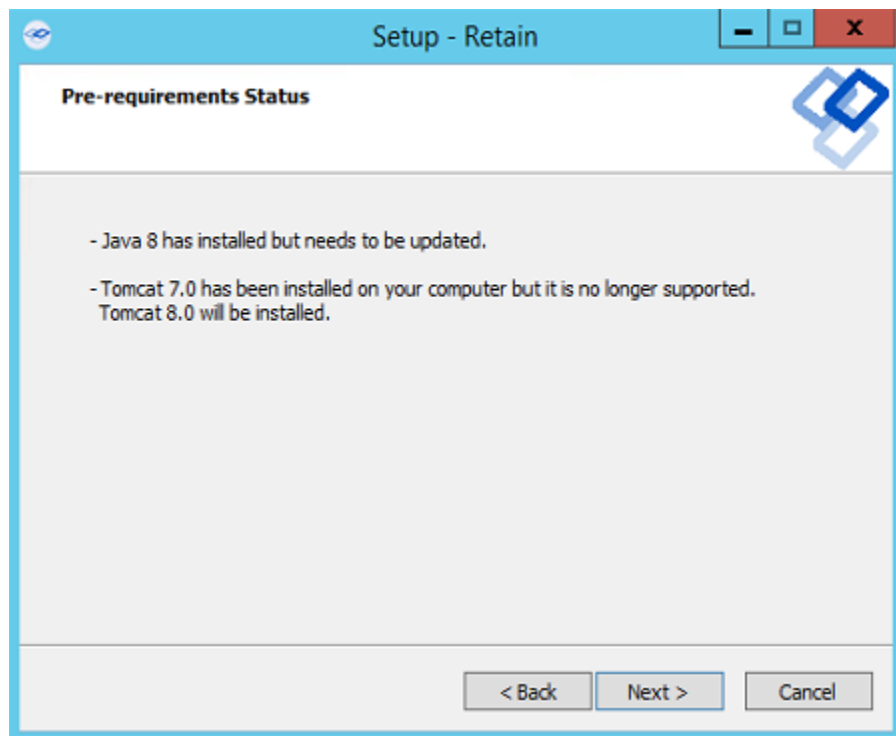 Setup - Retain
Pre-requirements Status
- Java 8 has installed but needs to be updated.
- Tomcat 7.0 has been installed on your computer but it is no longer supported.
Tomcat 8.0 will be installed.
< Back
Next >
Cancel